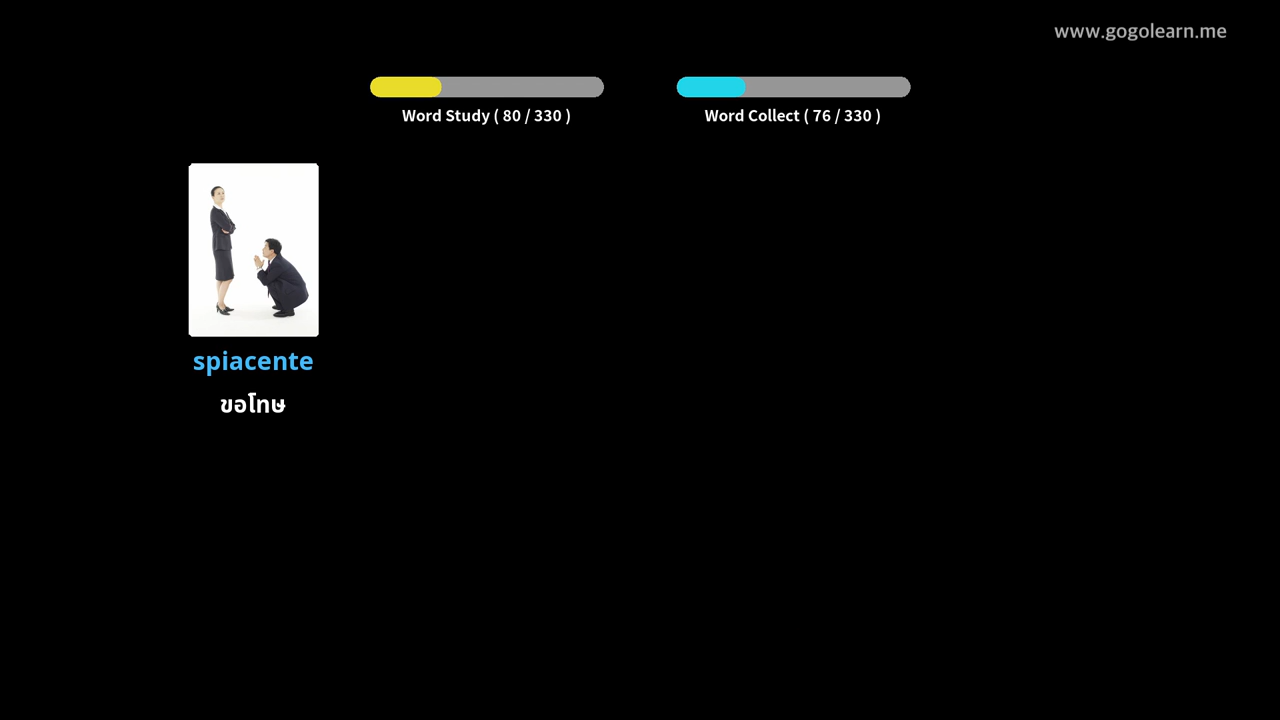 www.gogolearn.me
Word Study ( 80 / 330 )
Word Collect ( 76 / 330 )
spiacente
ขอโทษ